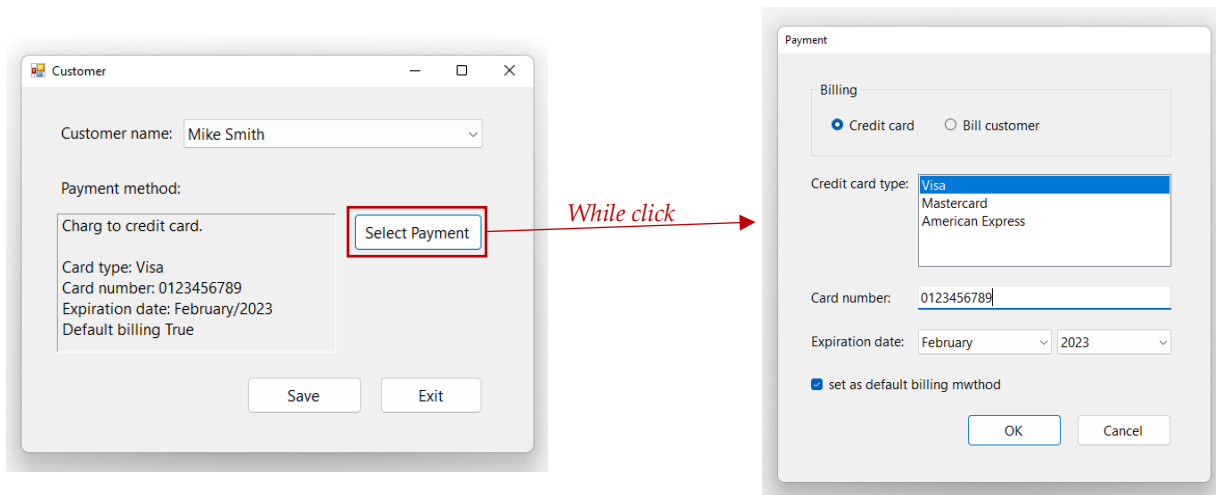 Customer
Customer name: Mike Smith
Payment method:
Charg to credit card.
Card type: Visa
Card number: 0123456789
Expiration date: February/2023
Default billing True
Select Payment
Save Exit
While click
Payment
Billing
Credit card Bill customer
Credit card type: Visa
Mastercard
American Express
Card number: 0123456789
Expiration date: February 2023
set as default billing mwthod
OK Cancel